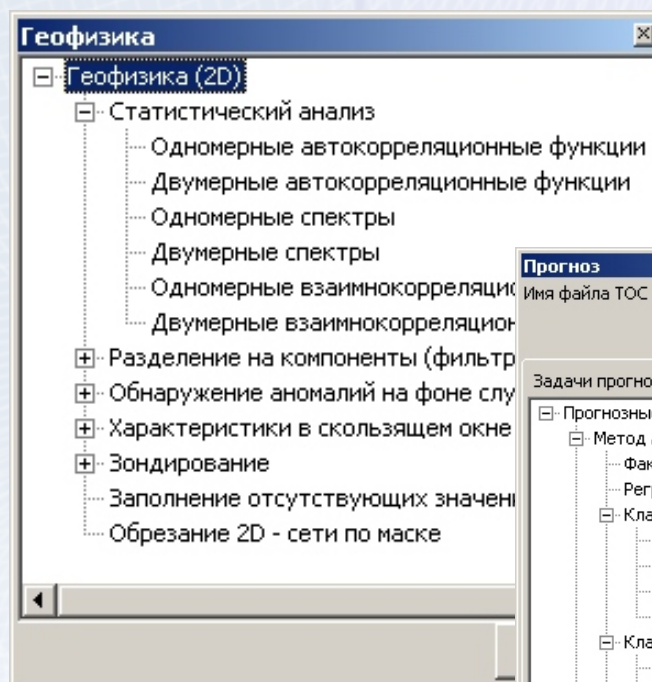 Геофизика
Геофизика (2D)
Статистический анализ
Одномерные автокорреляционные функции
Двумерные автокорреляционные функции
Одномерные спектры
Двумерные спектры
Одномерные взаимнокорреляцио
Двумерные взаимнокорреляцион
Разделение на компоненты (фильтр
Обнаружение аномалий на фоне слу
Характеристики в скользящем окне
Зондирование
Заполнение отсутствующих значени
Обрезание 2D - сети по маске
Прогноз
Имя файла ТОС
Задачи прогно
Прогнозны
Метод
Фак
Рег
Кла
Кла